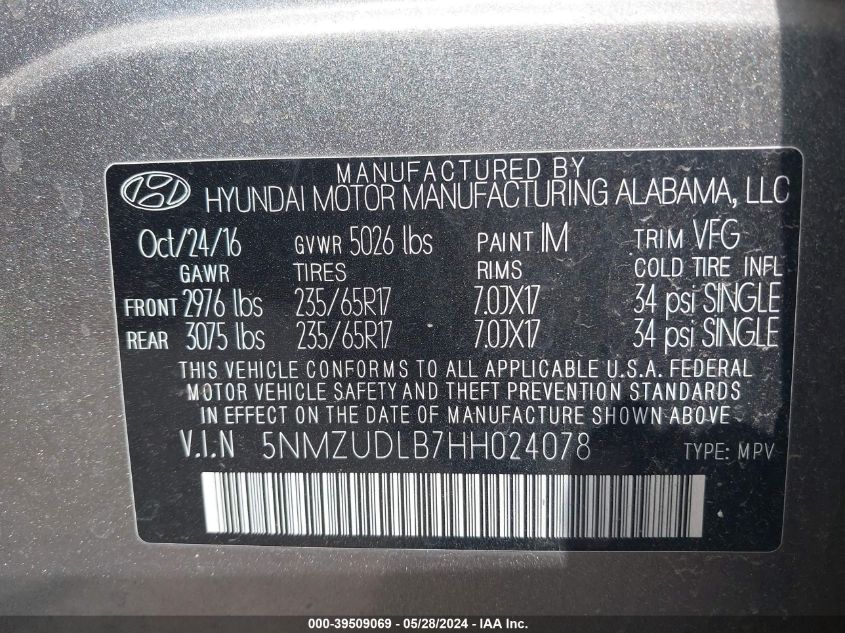 MANUFACTURED BY
HYUNDAI MOTOR MANUFACTURING ALABAMA, LLC
Oct/24/16 GVWR 5026 lbs PAINT IM TRIM VFG
GAWR TIRES RIMS COLD TIRE INFL
FRONT 2976 lbs 235/65R17 7.0JX17 34 psi SINGLE
REAR 3075 lbs 235/65R17 7.0JX17 34 psi SINGLE
THIS VEHICLE CONFORMS TO ALL APPLICABLE U.S.A. FEDERAL
MOTOR VEHICLE SAFETY AND THEFT PREVENTION STANDARDS
IN EFFECT ON THE DATE OF MANUFACTURE SHOWN ABOVE.
V.I.N 5NMZUDLB7HH024078 TYPE: MPV
000-39509069 - 05/28/2024 - IAA Inc.